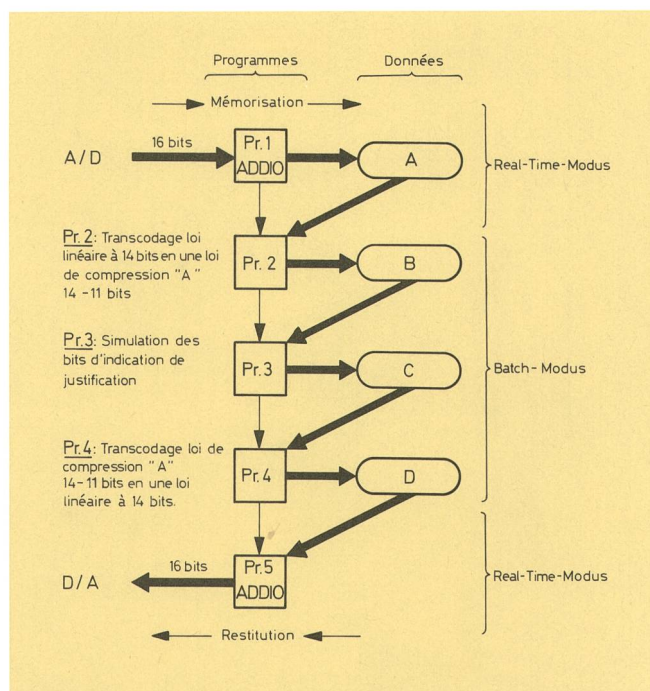 Programmes
Données
Mémorisation
A/D
16 bits
Pr.1
ADDIO
A
Real-Time-Modus
Pr.2: Transcodage loi
linéaire à 14 bits en une loi
de compression "A"
14-11 bits
Pr. 2
B
Pr.3: Simulation des
bits d'indication de
justification
Pr.3
C
Batch-Modus
Pr.4: Transcodage loi de
compression "A"
14-11 bits en une loi
linéaire à 14 bits.
Pr.4
D
D/A
16 bits
Pr.5
ADDIO
Real-Time-Modus
Restitution